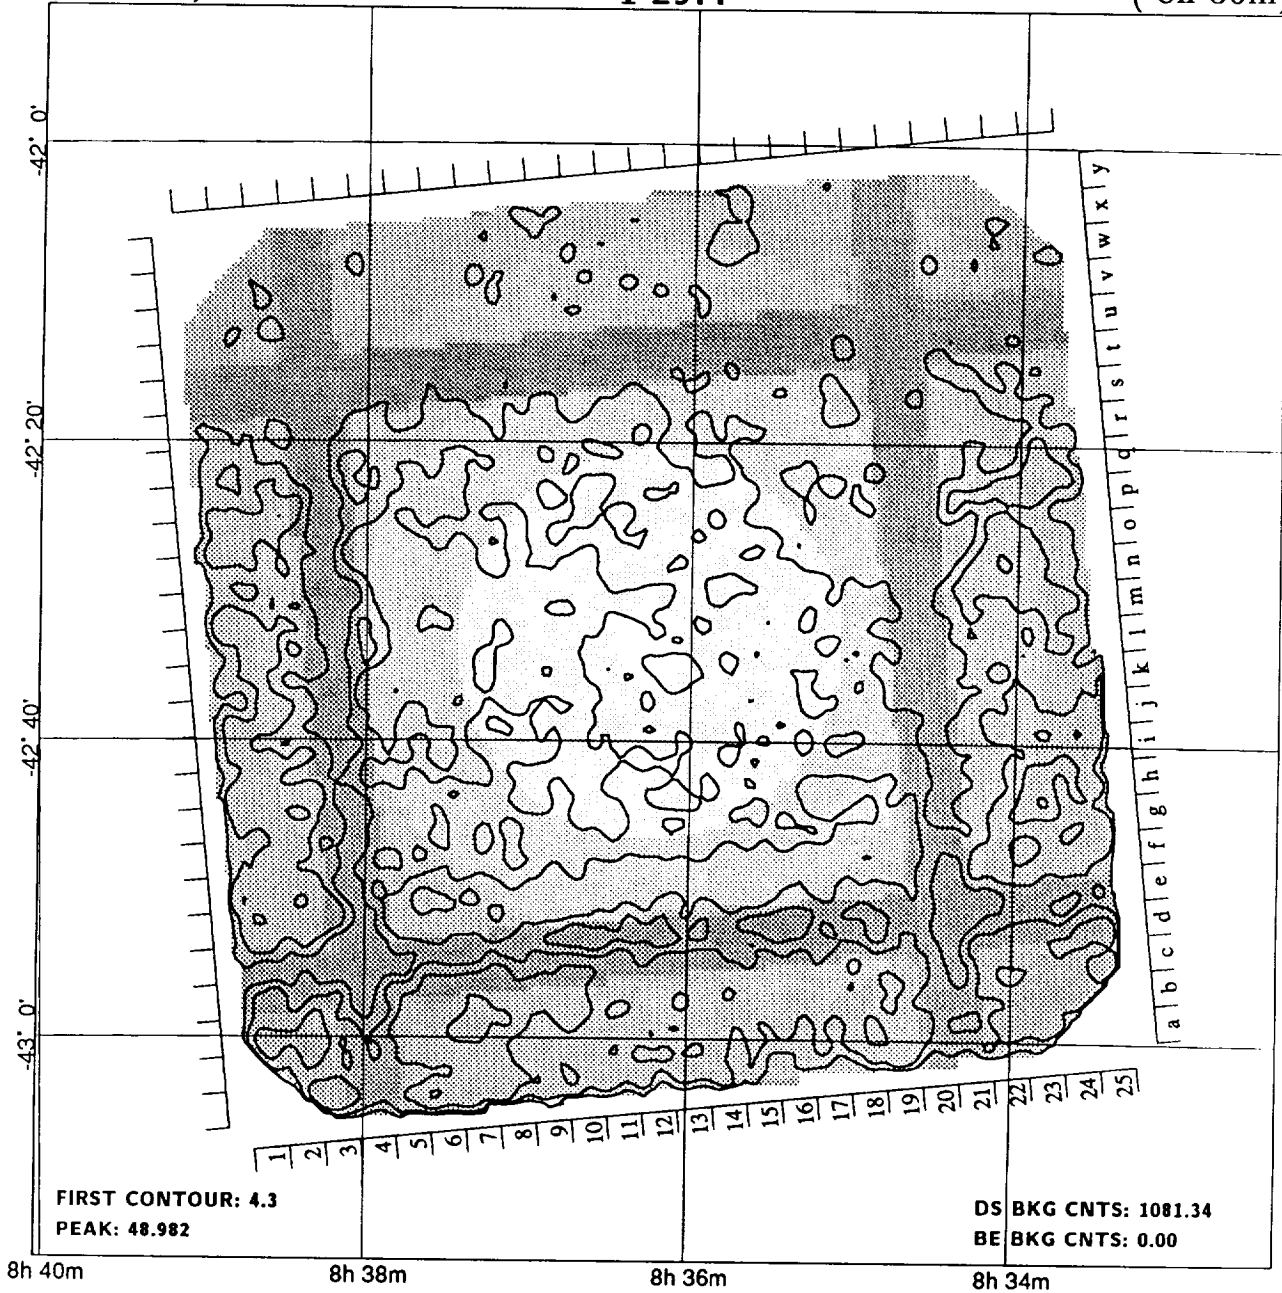 -42° 0'
-42° 20'
-42° 40'
-43° 0'
a b c d e f g h i j k l m n o p q r s t u v w x y
1 2 3 4 5 6 7 8 9 10 11 12 13 14 15 16 17 18 19 20 21 22 23 24 25
FIRST CONTOUR: 4.3
PEAK: 48.982
DS BKG CNTS: 1081.34
BE BKG CNTS: 0.00
8h 40m
8h 38m
8h 36m
8h 34m